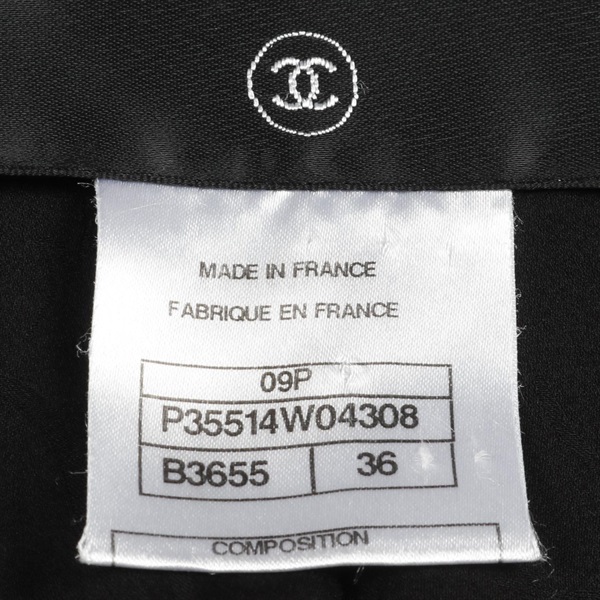 MADE IN FRANCE
FABRIQUE EN FRANCE
09P
P35514W04308
B3655 36
COMPOSITION